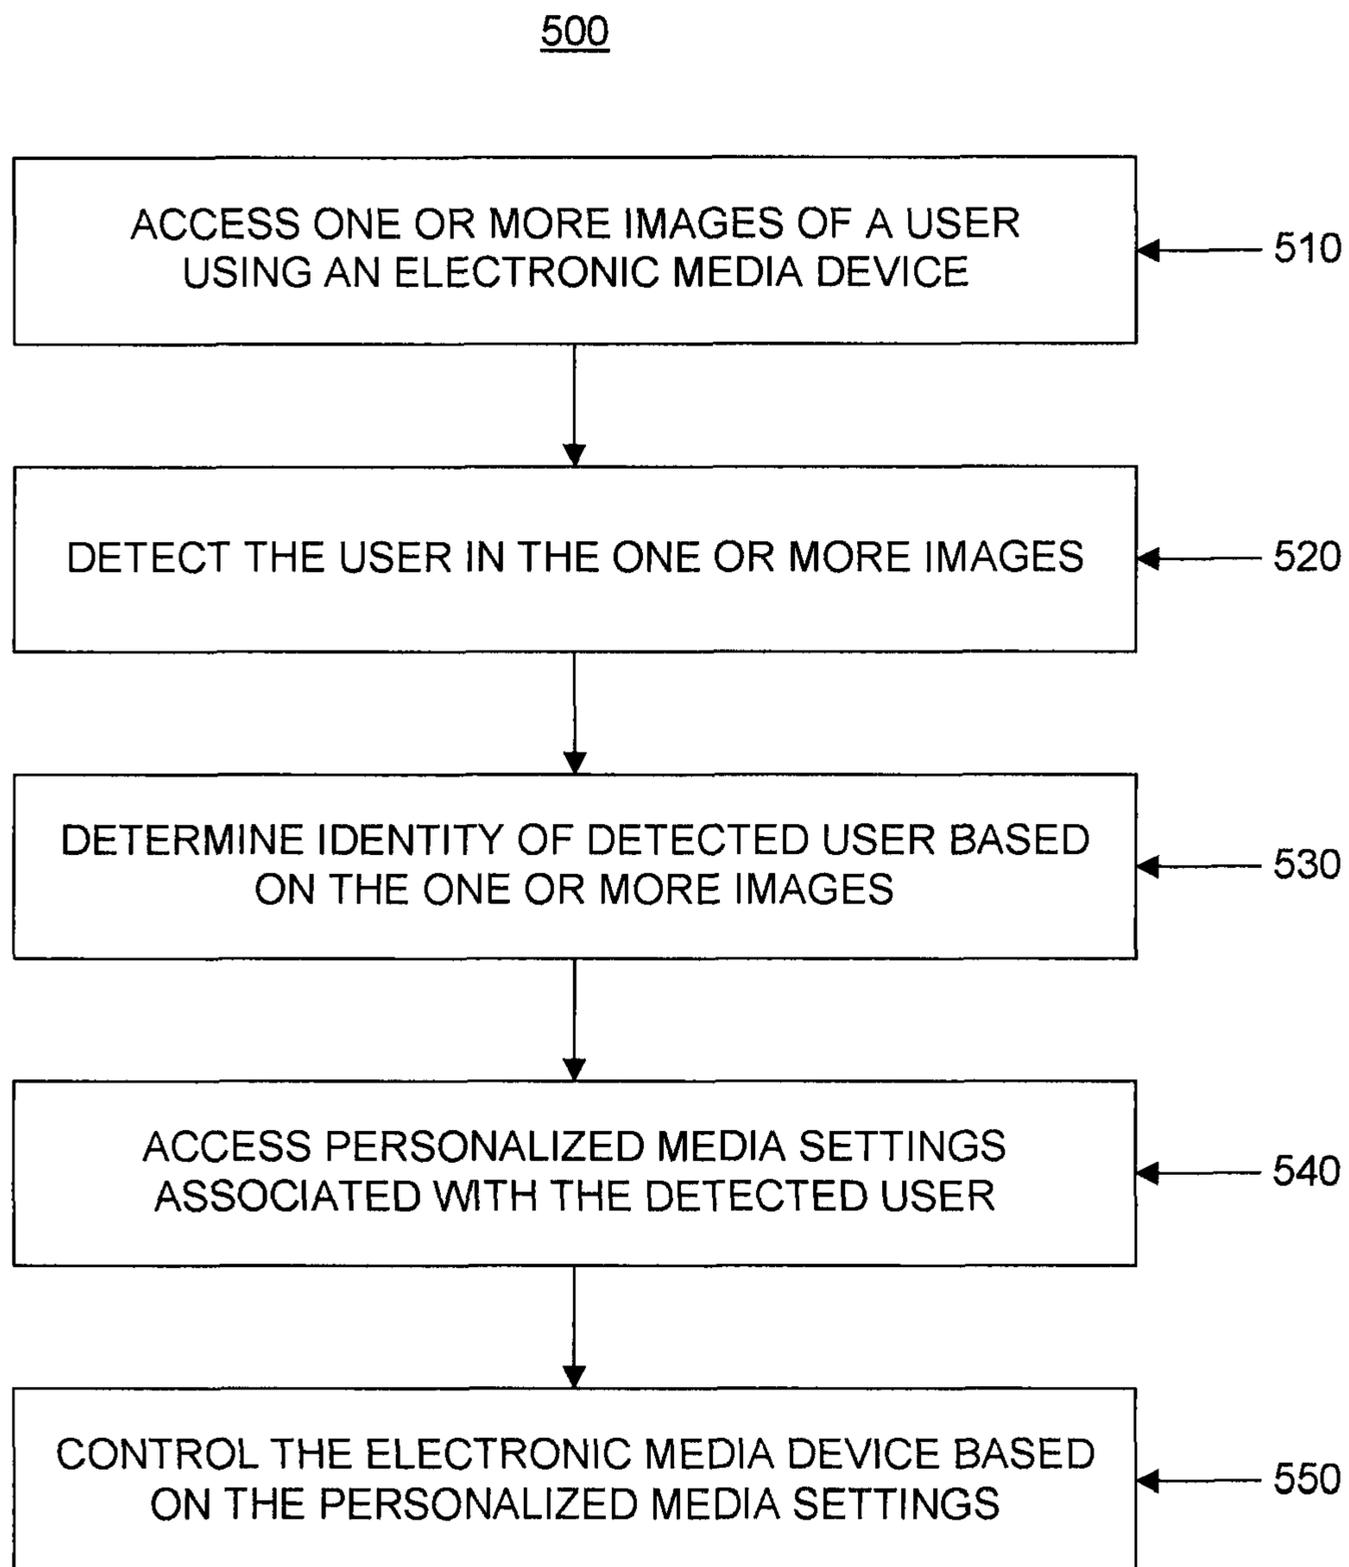 500
ACCESS ONE OR MORE IMAGES OF A USER
USING AN ELECTRONIC MEDIA DEVICE
510
DETECT THE USER IN THE ONE OR MORE IMAGES
520
DETERMINE IDENTITY OF DETECTED USER BASED
ON THE ONE OR MORE IMAGES
530
ACCESS PERSONALIZED MEDIA SETTINGS
ASSOCIATED WITH THE DETECTED USER
540
CONTROL THE ELECTRONIC MEDIA DEVICE BASED
ON THE PERSONALIZED MEDIA SETTINGS
550